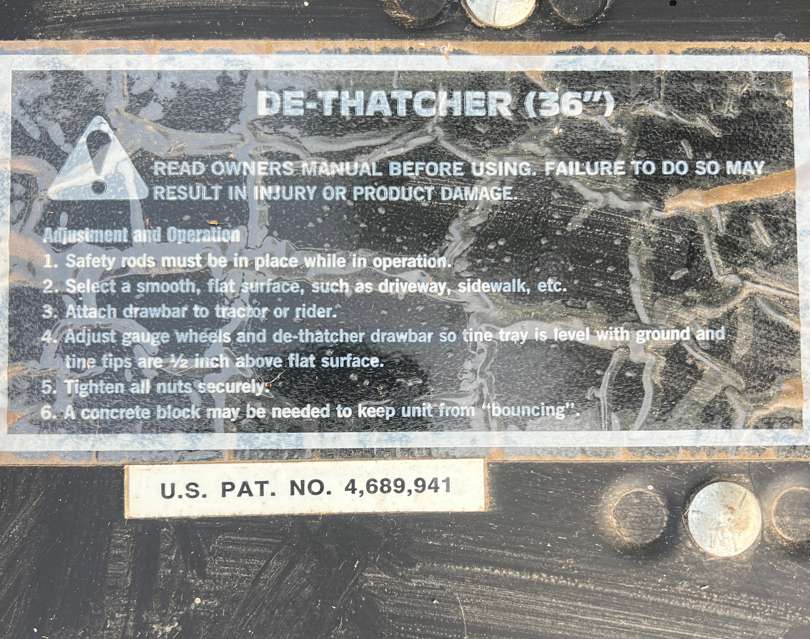 DE-THATCHER (36")
READ OWNERS MANUAL BEFORE USING. FAILURE TO DO SO MAY
RESULT IN INJURY OR PRODUCT DAMAGE.
Adjustment and Operation
1. Safety rods must be in place while in operation.
2. Select a smooth, flat surface, such as driveway, sidewalk, etc.
3. Attach drawbar to tractor or rider.
4. Adjust gauge wheels and de-thatcher drawbar so tine tray is level with ground and
tine tips are ½ inch above flat surface.
5. Tighten all nuts securely.
6. A concrete block may be needed to keep unit from "bouncing".
U.S. PAT. NO. 4,689,941